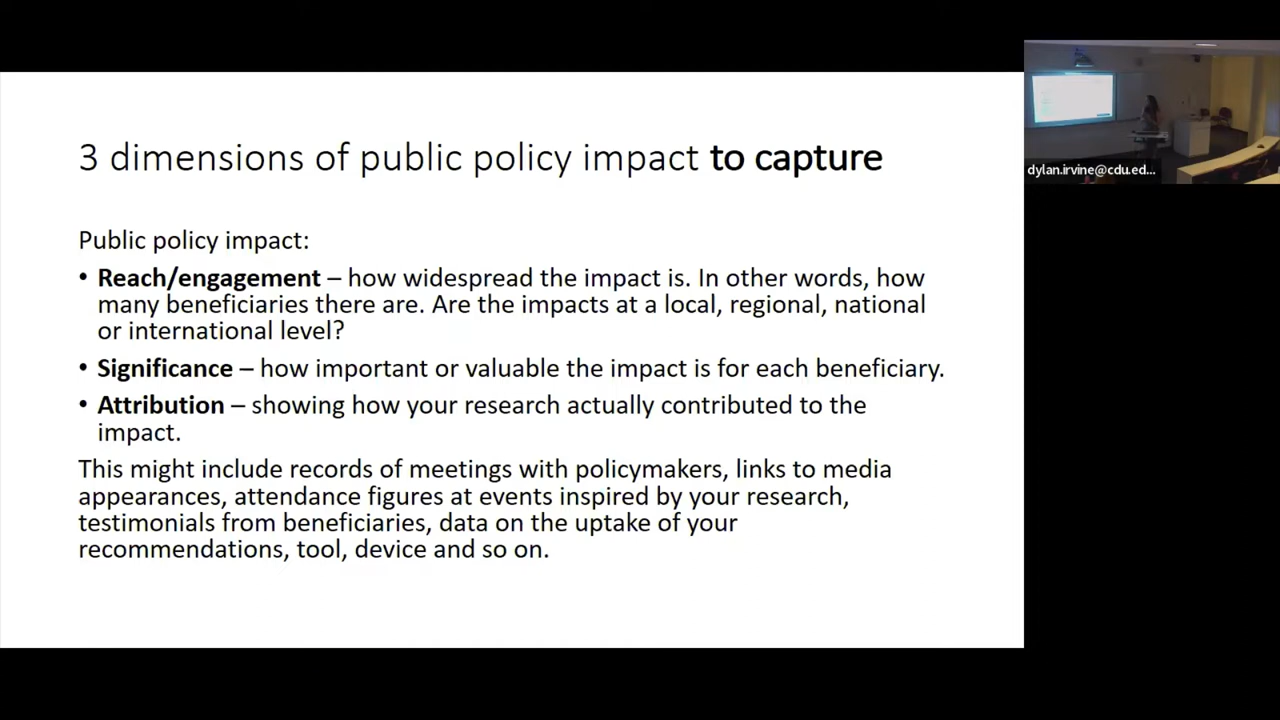 3 dimensions of public policy impact to capture
Public policy impact:
• Reach/engagement – how widespread the impact is. In other words, how
many beneficiaries there are. Are the impacts at a local, regional, national
or international level?
• Significance – how important or valuable the impact is for each beneficiary.
• Attribution – showing how your research actually contributed to the
impact.
This might include records of meetings with policymakers, links to media
appearances, attendance figures at events inspired by your research,
testimonials from beneficiaries, data on the uptake of your
recommendations, tool, device and so on.
dylan.irvine@cdu.ed...